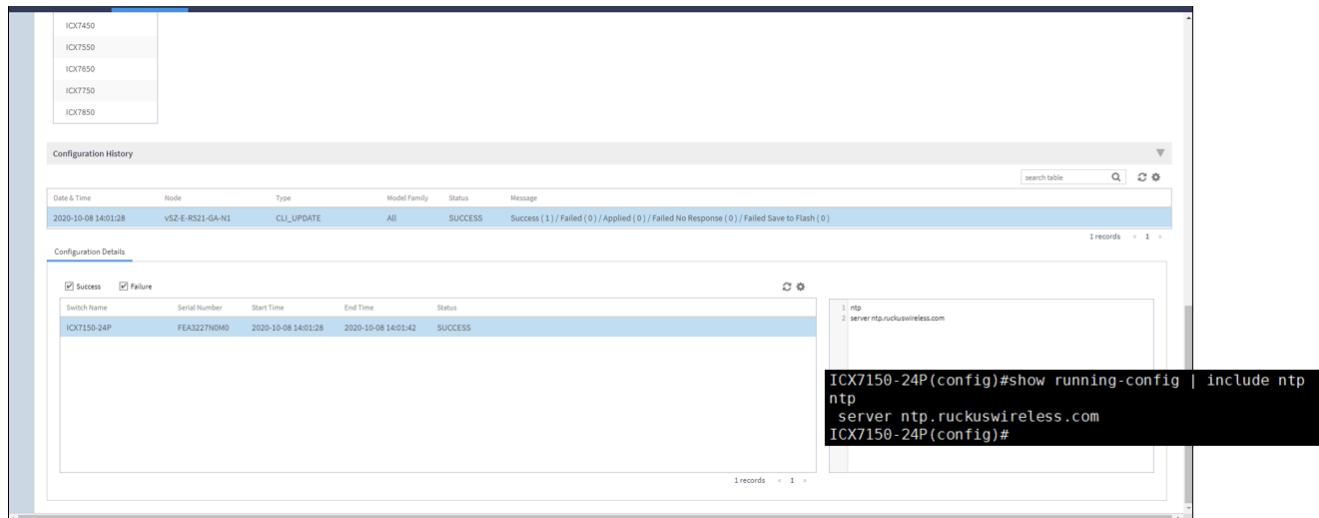 ICX7450
ICX7550
ICX7650
ICX7750
ICX7850
Configuration History
search table
Date & Time Node Type Model Family Status Message
2020-10-08 14:01:28 vSZ-E-RS21-GA-N1 CLI_UPDATE All SUCCESS Success ( 1 ) / Failed ( 0 ) / Applied ( 0 ) / Failed No Response ( 0 ) / Failed Save to Flash ( 0 )
1 records « 1 »
Configuration Details
Success Failure
Switch Name Serial Number Start Time End Time Status
ICX7150-24P FEA3227N0M0 2020-10-08 14:01:28 2020-10-08 14:01:42 SUCCESS
1 records « 1 »
1 ntp
2 server ntp.ruckuswireless.com
ICX7150-24P(config)#show running-config | include ntp
ntp
server ntp.ruckuswireless.com
ICX7150-24P(config)#